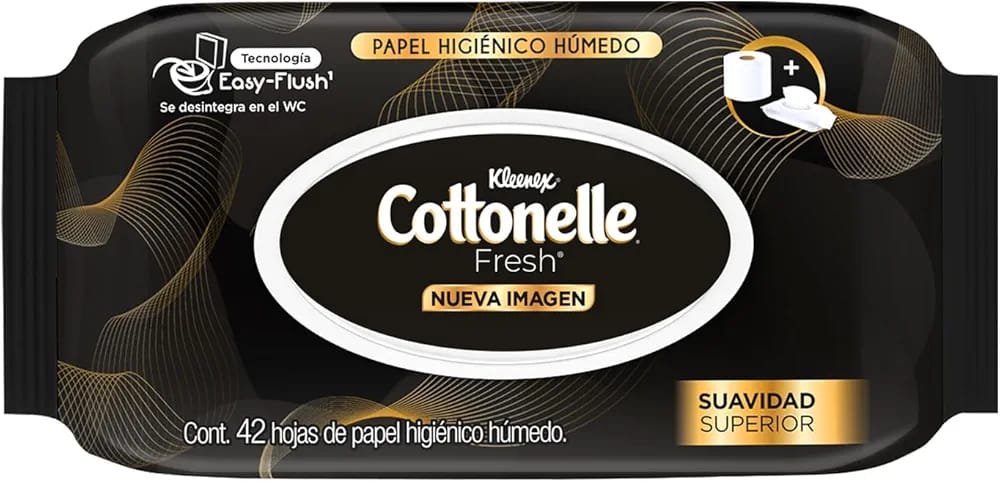 Tecnología
Easy-Flush¹
Se desintegra en el WC
PAPEL HIGIÉNICO HÚMEDO
+
Kleenex®
Cottonelle®
Fresh®
NUEVA IMAGEN
SUAVIDAD
SUPERIOR
Cont. 42 hojas de papel higiénico húmedo.